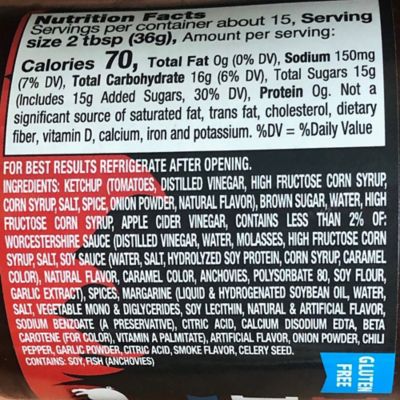 Nutrition Facts
Servings per container about 15, Serving
size 2 tbsp (36g), Amount per serving:
Calories 70, Total Fat 0g (0% DV), Sodium 150mg
(7% DV), Total Carbohydrate 16g (6% DV), Total Sugars 15g
(Includes 15g Added Sugars, 30% DV), Protein 0g. Not a
significant source of saturated fat, trans fat, cholesterol, dietary
fiber, vitamin D, calcium, iron and potassium. %DV = %Daily Value
FOR BEST RESULTS REFRIGERATE AFTER OPENING.
INGREDIENTS: KETCHUP (TOMATOES, DISTILLED VINEGAR, HIGH FRUCTOSE CORN SYRUP,
CORN SYRUP, SALT, SPICE, ONION POWDER, NATURAL FLAVOR), BROWN SUGAR, WATER, HIGH
FRUCTOSE CORN SYRUP, APPLE CIDER VINEGAR, CONTAINS LESS THAN 2% OF:
WORCESTERSHIRE SAUCE (DISTILLED VINEGAR, WATER, MOLASSES, HIGH FRUCTOSE CORN
SYRUP, SALT, SOY SAUCE (WATER, SALT, HYDROLYZED SOY PROTEIN, CORN SYRUP, CARAMEL
COLOR), NATURAL FLAVOR, CARAMEL COLOR, ANCHOVIES, POLYSORBATE 80, SOY FLOUR,
GARLIC EXTRACT), SPICES, MARGARINE (LIQUID & HYDROGENATED SOYBEAN OIL, WATER,
SALT, VEGETABLE MONO & DIGLYCERIDES, SOY LECITHIN, NATURAL & ARTIFICIAL FLAVOR,
SODIUM BENZOATE (A PRESERVATIVE), CITRIC ACID, CALCIUM DISODIUM EDTA, BETA
CAROTENE (FOR COLOR), VITAMIN A PALMITATE), ARTIFICIAL FLAVOR, ONION POWDER, CHILI
PEPPER, GARLIC POWDER, CITRIC ACID, SMOKE FLAVOR, CELERY SEED.
CONTAINS: SOY, FISH (ANCHOVIES)
GLUTEN
FREE